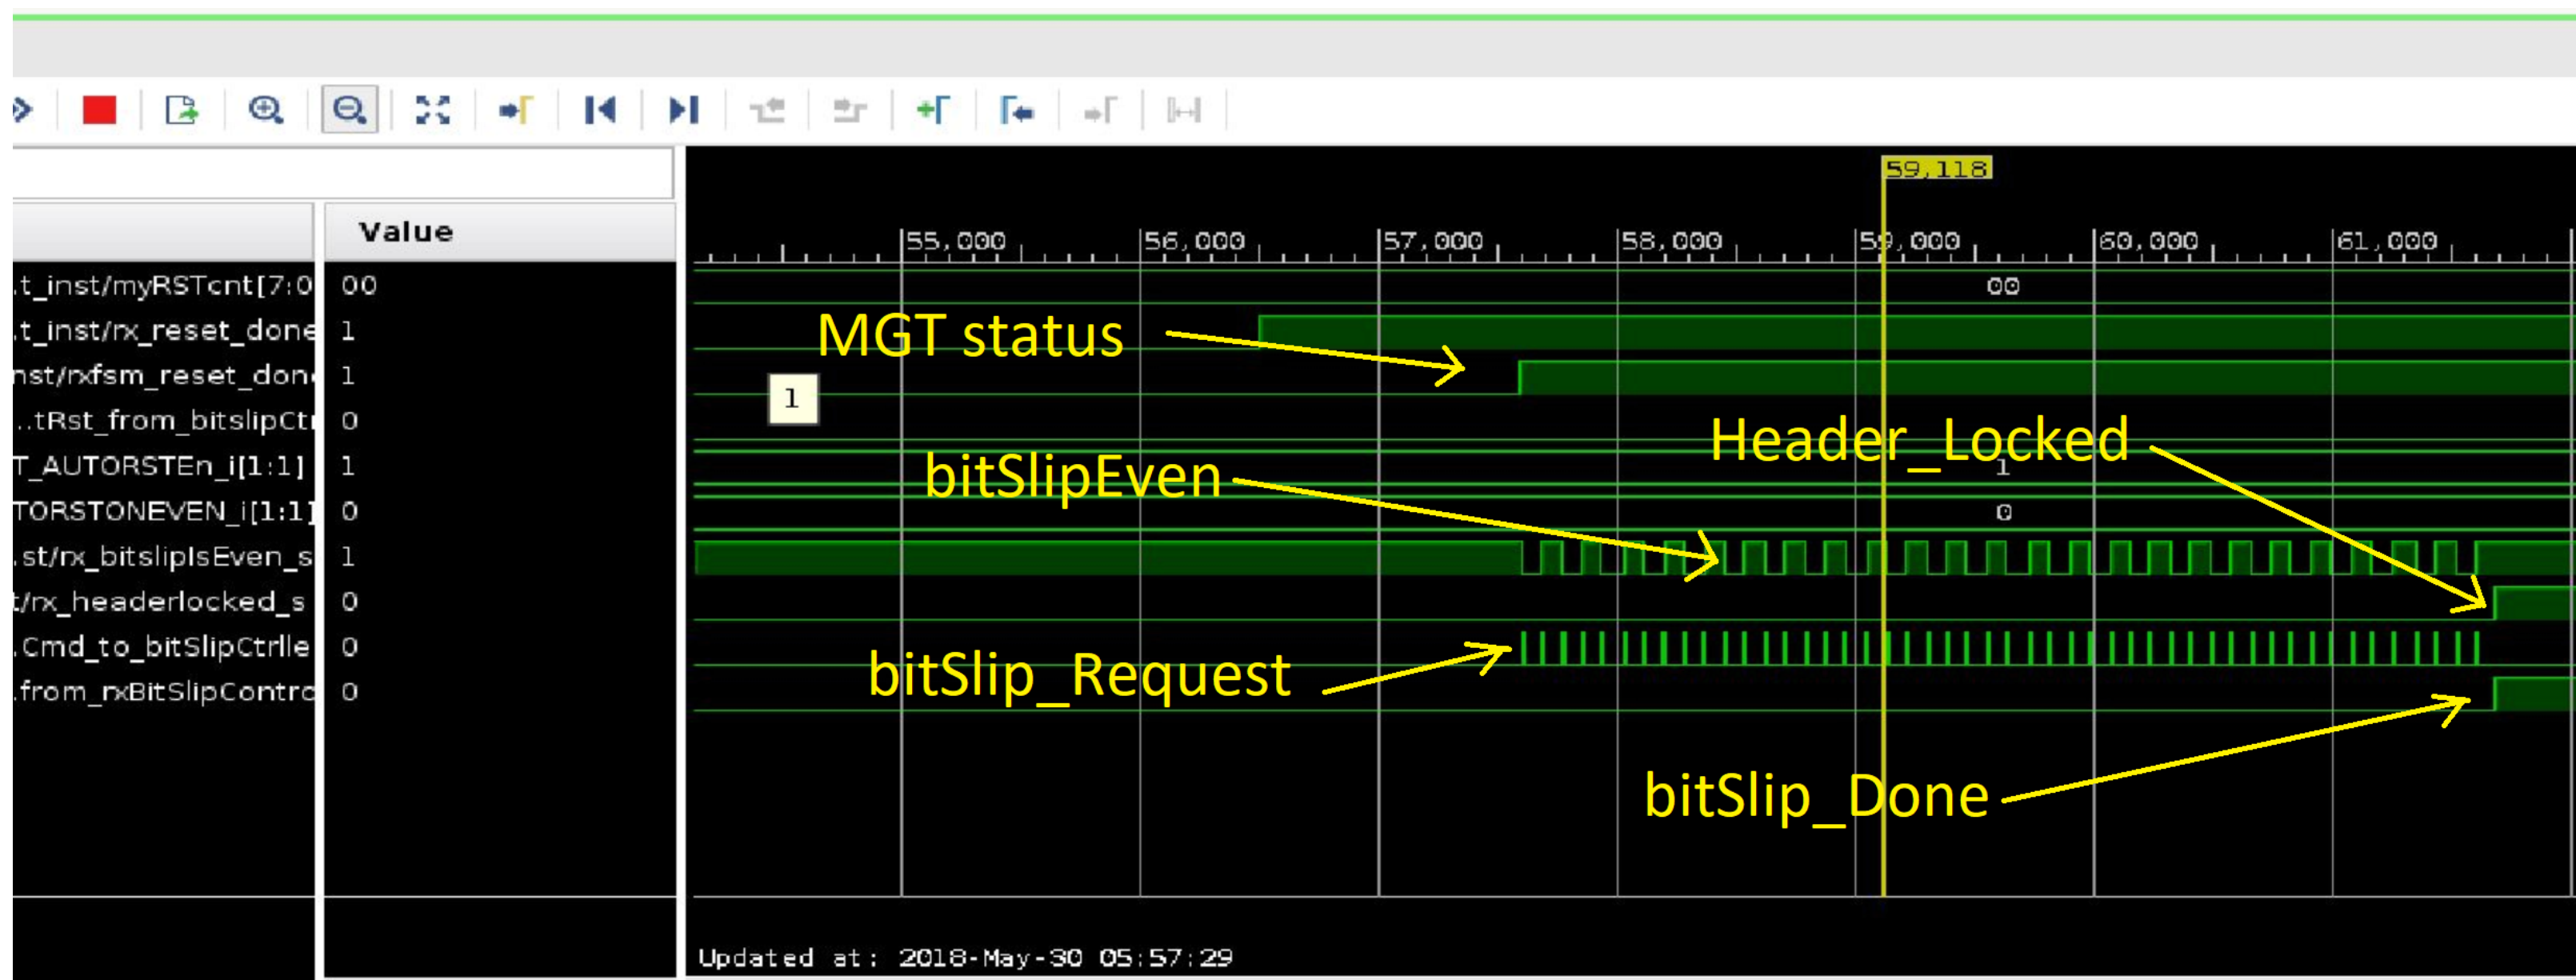 59,118
Value
55,000 56,000 57,000 58,000 59,000 60,000 61,000
.t_inst/myRSTcnt[7:0 00 00
.t_inst/rx_reset_done 1
MGT status
nst/rxfsm_reset_don 1
1
..tRst_from_bitslipCt 0
Header_Locked
T_AUTORSTEn_i[1:1] 1 1
bitSlipEven
TORSTONEVEN_i[1:1] 0 0
.st/rx_bitslipIsEven_s 1
t/rx_headerlocked_s 0
.Cmd_to_bitSlipCtrlle 0
bitSlip_Request
.from_rxBitSlipContro 0
bitSlip_Done
Updated at: 2018-May-30 05:57:29